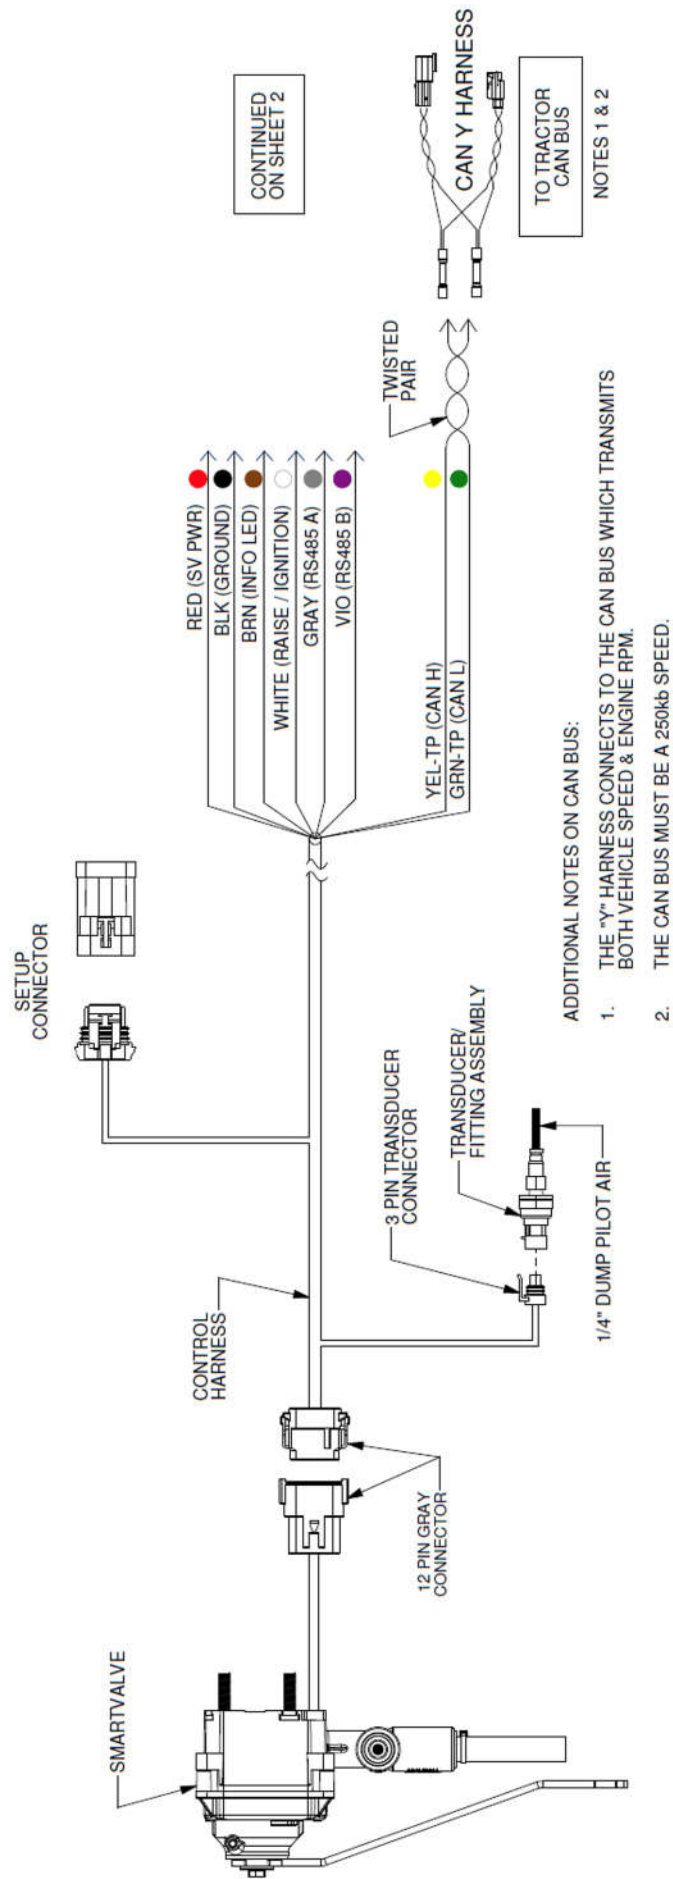 SMARTVALVE
12 PIN GRAY
CONNECTOR
CONTROL
HARNESS
SETUP
CONNECTOR
3 PIN TRANSDUCER
CONNECTOR
TRANSDUCER/
FITTING ASSEMBLY
1/4" DUMP PILOT AIR
RED (SV PWR)
BLK (GROUND)
BRN (INFO LED)
WHITE (RAISE / IGNITION)
GRAY (RS485 A)
VIO (RS485 B)
YEL-TP (CAN H)
GRN-TP (CAN L)
TWISTED
PAIR
CONTINUED
ON SHEET 2
CAN Y HARNESS
TO TRACTOR
CAN BUS
NOTES 1 & 2
ADDITIONAL NOTES ON CAN BUS:
1. THE "Y" HARNESS CONNECTS TO THE CAN BUS WHICH TRANSMITS
BOTH VEHICLE SPEED & ENGINE RPM.
2. THE CAN BUS MUST BE A 250kb SPEED.